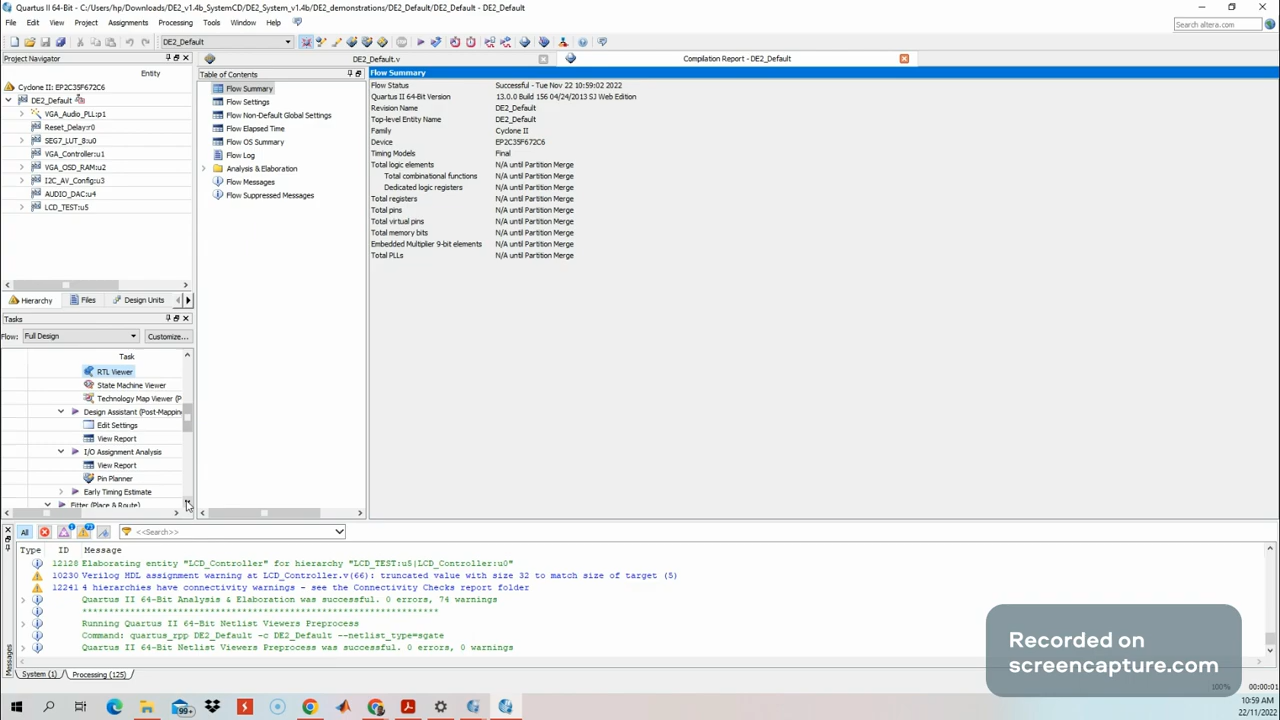 Quartus II 64-Bit - C:/Users/hp/Downloads/DE2_v1.4b_SystemCD/DE2_System_v1.4b/DE2_demonstrations/DE2_Default/DE2_Default - DE2_Default
File Edit View Project Assignments Processing Tools Window Help
Search altera.com
DE2_Default
Project Navigator
DE2_Default.v
Compilation Report - DE2_Default
Entity
Cyclone II: EP2C35F672C6
DE2_Default
VGA_Audio_PLL:p1
Reset_Delay:r0
SEG7_LUT_8:u0
VGA_Controller:u1
VGA_OSD_RAM:u2
I2C_AV_Config:u3
AUDIO_DAC:u4
LCD_TEST:u5
Hierarchy Files Design Units
Table of Contents
Flow Summary
Flow Settings
Flow Non-Default Global Settings
Flow Elapsed Time
Flow OS Summary
Flow Log
Analysis & Elaboration
Flow Messages
Flow Suppressed Messages
Flow Summary
Flow Status Successful - Tue Nov 22 10:59:02 2022
Quartus II 64-Bit Version 13.0.0 Build 156 04/24/2013 SJ Web Edition
Revision Name DE2_Default
Top-level Entity Name DE2_Default
Family Cyclone II
Device EP2C35F672C6
Timing Models Final
Total logic elements N/A until Partition Merge
Total combinational functions N/A until Partition Merge
Dedicated logic registers N/A until Partition Merge
Total registers N/A until Partition Merge
Total pins N/A until Partition Merge
Total virtual pins N/A until Partition Merge
Total memory bits N/A until Partition Merge
Embedded Multiplier 9-bit elements N/A until Partition Merge
Total PLLs N/A until Partition Merge
Tasks
Flow: Full Design Customize...
Task
RTL Viewer
State Machine Viewer
Technology Map Viewer (P
Design Assistant (Post-Mapping
Edit Settings
View Report
I/O Assignment Analysis
View Report
Pin Planner
Early Timing Estimate
Fitter (Place & Route)
All
<<Search>>
Type ID Message
12128 Elaborating entity "LCD_Controller" for hierarchy "LCD_TEST:u5|LCD_Controller:u0"
10230 Verilog HDL assignment warning at LCD_Controller.v(66): truncated value with size 32 to match size of target (5)
12241 4 hierarchies have connectivity warnings - see the Connectivity Checks report folder
Quartus II 64-Bit Analysis & Elaboration was successful. 0 errors, 74 warnings
*******************************************************************
Running Quartus II 64-Bit Netlist Viewers Preprocess
Command: quartus_rpp DE2_Default -c DE2_Default --netlist_type=sgate
Quartus II 64-Bit Netlist Viewers Preprocess was successful. 0 errors, 0 warnings
Messages
System (1) Processing (125)
Recorded on
screencapture.com
100% 00:00:01
99+
10:59 AM
22/11/2022